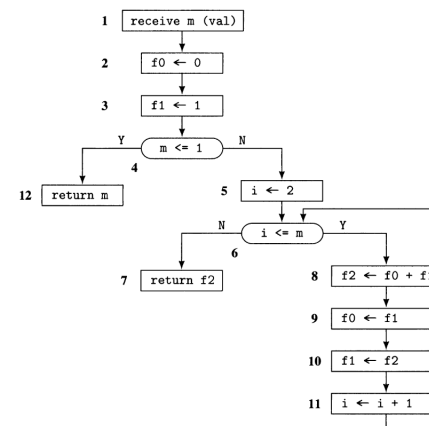 1 receive m (val)
2 f0 ← 0
3 f1 ← 1
Y m <= 1 N
4
12 return m
5 i ← 2
N i <= m Y
6
7 return f2
8 f2 ← f0 +
9 f0 ← f1
10 f1 ← f2
11 i ← i + 1